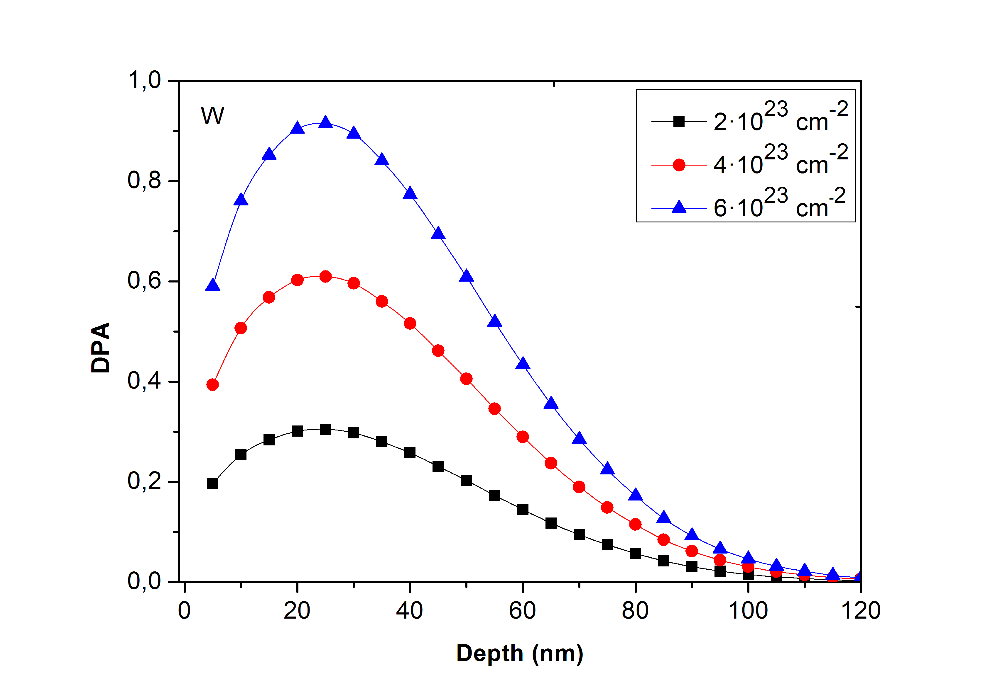 1,0
0,8
0,6
0,4
0,2
0,0
DPA
W
2·10^23 cm^-2
4·10^23 cm^-2
6·10^23 cm^-2
0 20 40 60 80 100 120
Depth (nm)